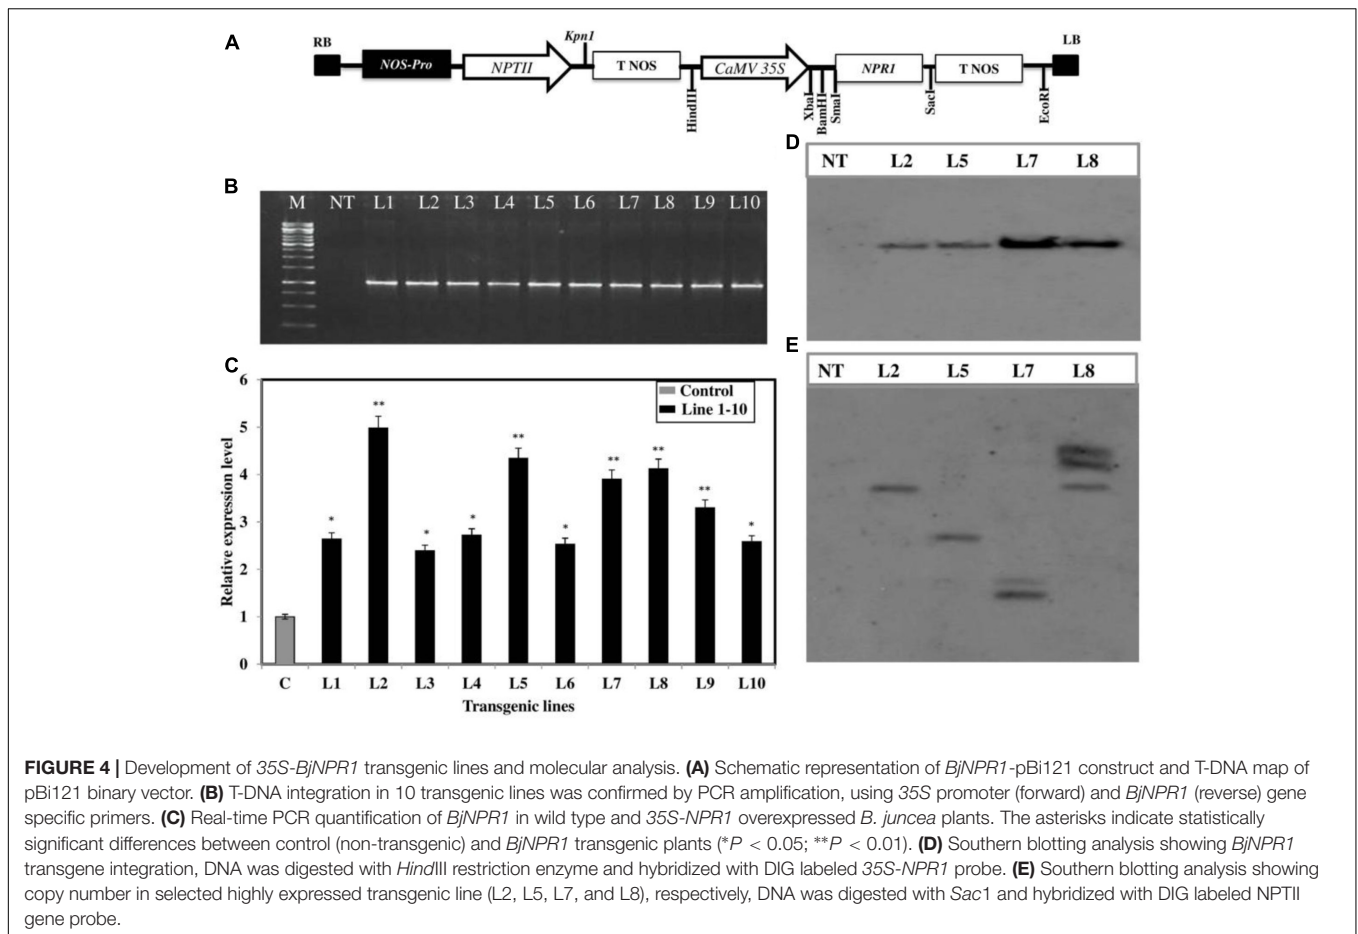 A
RB
NOS-Pro
NPTII
Kpn1
T NOS
HindIII
CaMV 35S
XbaI
BamHI
SmaI
NPR1
SacI
T NOS
EcoRI
LB
B
M NT L1 L2 L3 L4 L5 L6 L7 L8 L9 L10
C
Relative expression level
6
5
4
3
2
1
0
Control
Line 1-10
* ** * * ** * ** ** ** *
C L1 L2 L3 L4 L5 L6 L7 L8 L9 L10
Transgenic lines
D
NT L2 L5 L7 L8
E
NT L2 L5 L7 L8
FIGURE 4 | Development of 35S-BjNPR1 transgenic lines and molecular analysis. (A) Schematic representation of BjNPR1-pBi121 construct and T-DNA map of
pBi121 binary vector. (B) T-DNA integration in 10 transgenic lines was confirmed by PCR amplification, using 35S promoter (forward) and BjNPR1 (reverse) gene
specific primers. (C) Real-time PCR quantification of BjNPR1 in wild type and 35S-NPR1 overexpressed B. juncea plants. The asterisks indicate statistically
significant differences between control (non-transgenic) and BjNPR1 transgenic plants (*P < 0.05; **P < 0.01). (D) Southern blotting analysis showing BjNPR1
transgene integration, DNA was digested with HindIII restriction enzyme and hybridized with DIG labeled 35S-NPR1 probe. (E) Southern blotting analysis showing
copy number in selected highly expressed transgenic line (L2, L5, L7, and L8), respectively, DNA was digested with Sac1 and hybridized with DIG labeled NPTII
gene probe.